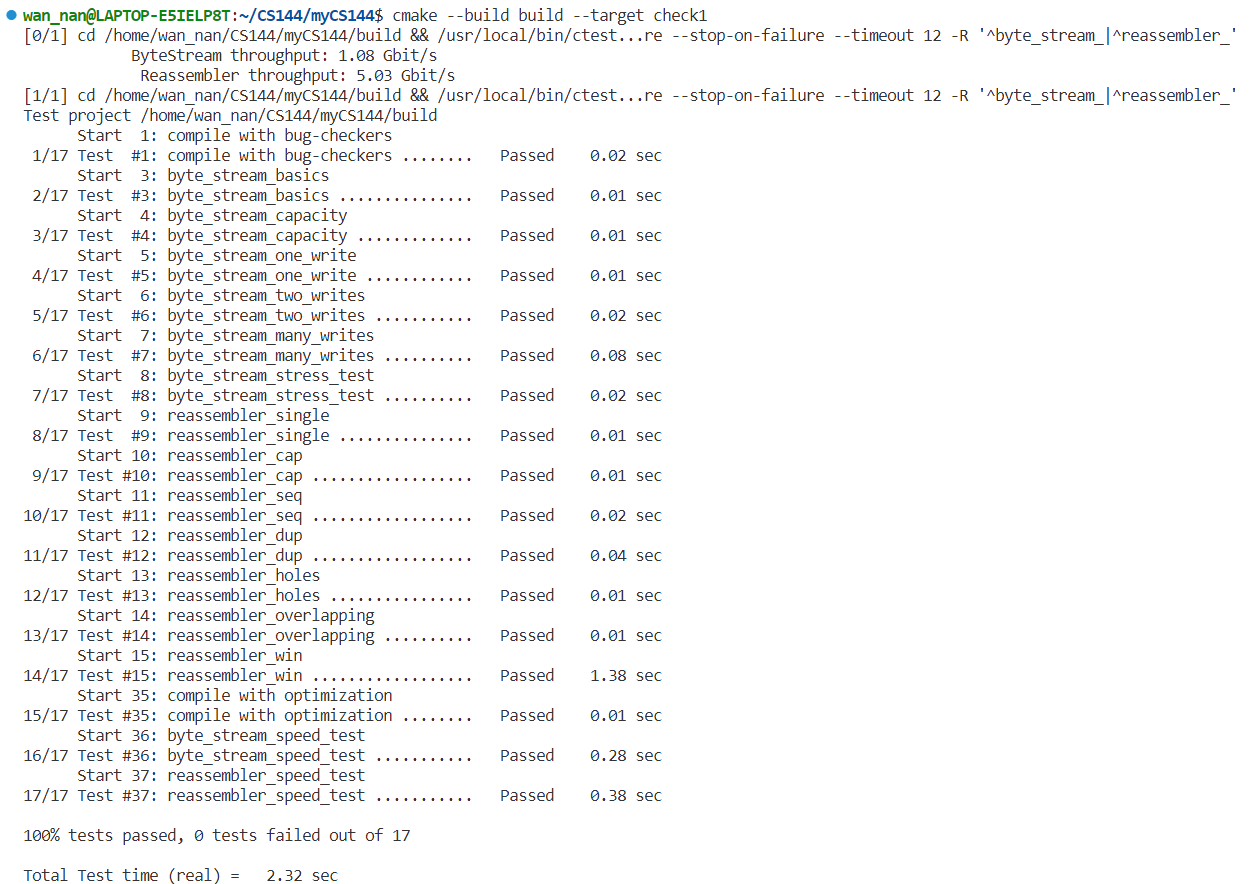 wan_nan@LAPTOP-E5IELP8T:~/CS144/myCS144$ cmake --build build --target check1
[0/1] cd /home/wan_nan/CS144/myCS144/build && /usr/local/bin/ctest...re --stop-on-failure --timeout 12 -R '^byte_stream_|^reassembler_'
            ByteStream throughput: 1.08 Gbit/s
             Reassembler throughput: 5.03 Gbit/s
[1/1] cd /home/wan_nan/CS144/myCS144/build && /usr/local/bin/ctest...re --stop-on-failure --timeout 12 -R '^byte_stream_|^reassembler_'
Test project /home/wan_nan/CS144/myCS144/build
      Start  1: compile with bug-checkers
 1/17 Test  #1: compile with bug-checkers ........   Passed    0.02 sec
      Start  3: byte_stream_basics
 2/17 Test  #3: byte_stream_basics ...............   Passed    0.01 sec
      Start  4: byte_stream_capacity
 3/17 Test  #4: byte_stream_capacity .............   Passed    0.01 sec
      Start  5: byte_stream_one_write
 4/17 Test  #5: byte_stream_one_write ............   Passed    0.01 sec
      Start  6: byte_stream_two_writes
 5/17 Test  #6: byte_stream_two_writes ...........   Passed    0.02 sec
      Start  7: byte_stream_many_writes
 6/17 Test  #7: byte_stream_many_writes ..........   Passed    0.08 sec
      Start  8: byte_stream_stress_test
 7/17 Test  #8: byte_stream_stress_test ..........   Passed    0.02 sec
      Start  9: reassembler_single
 8/17 Test  #9: reassembler_single ...............   Passed    0.01 sec
      Start 10: reassembler_cap
 9/17 Test #10: reassembler_cap ..................   Passed    0.01 sec
      Start 11: reassembler_seq
10/17 Test #11: reassembler_seq ..................   Passed    0.02 sec
      Start 12: reassembler_dup
11/17 Test #12: reassembler_dup ..................   Passed    0.04 sec
      Start 13: reassembler_holes
12/17 Test #13: reassembler_holes ................   Passed    0.01 sec
      Start 14: reassembler_overlapping
13/17 Test #14: reassembler_overlapping ..........   Passed    0.01 sec
      Start 15: reassembler_win
14/17 Test #15: reassembler_win ..................   Passed    1.38 sec
      Start 35: compile with optimization
15/17 Test #35: compile with optimization ........   Passed    0.01 sec
      Start 36: byte_stream_speed_test
16/17 Test #36: byte_stream_speed_test ...........   Passed    0.28 sec
      Start 37: reassembler_speed_test
17/17 Test #37: reassembler_speed_test ...........   Passed    0.38 sec
100% tests passed, 0 tests failed out of 17
Total Test time (real) =   2.32 sec